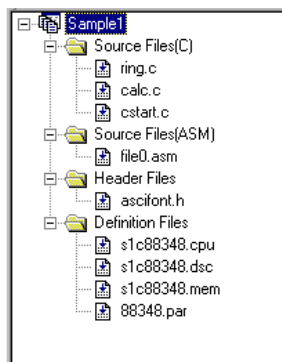 Sample1
Source Files(C)
ring.c
calc.c
cstart.c
Source Files(ASM)
file0.asm
Header Files
ascifont.h
Definition Files
s1c88348.cpu
s1c88348.dsc
s1c88348.mem
88348.par